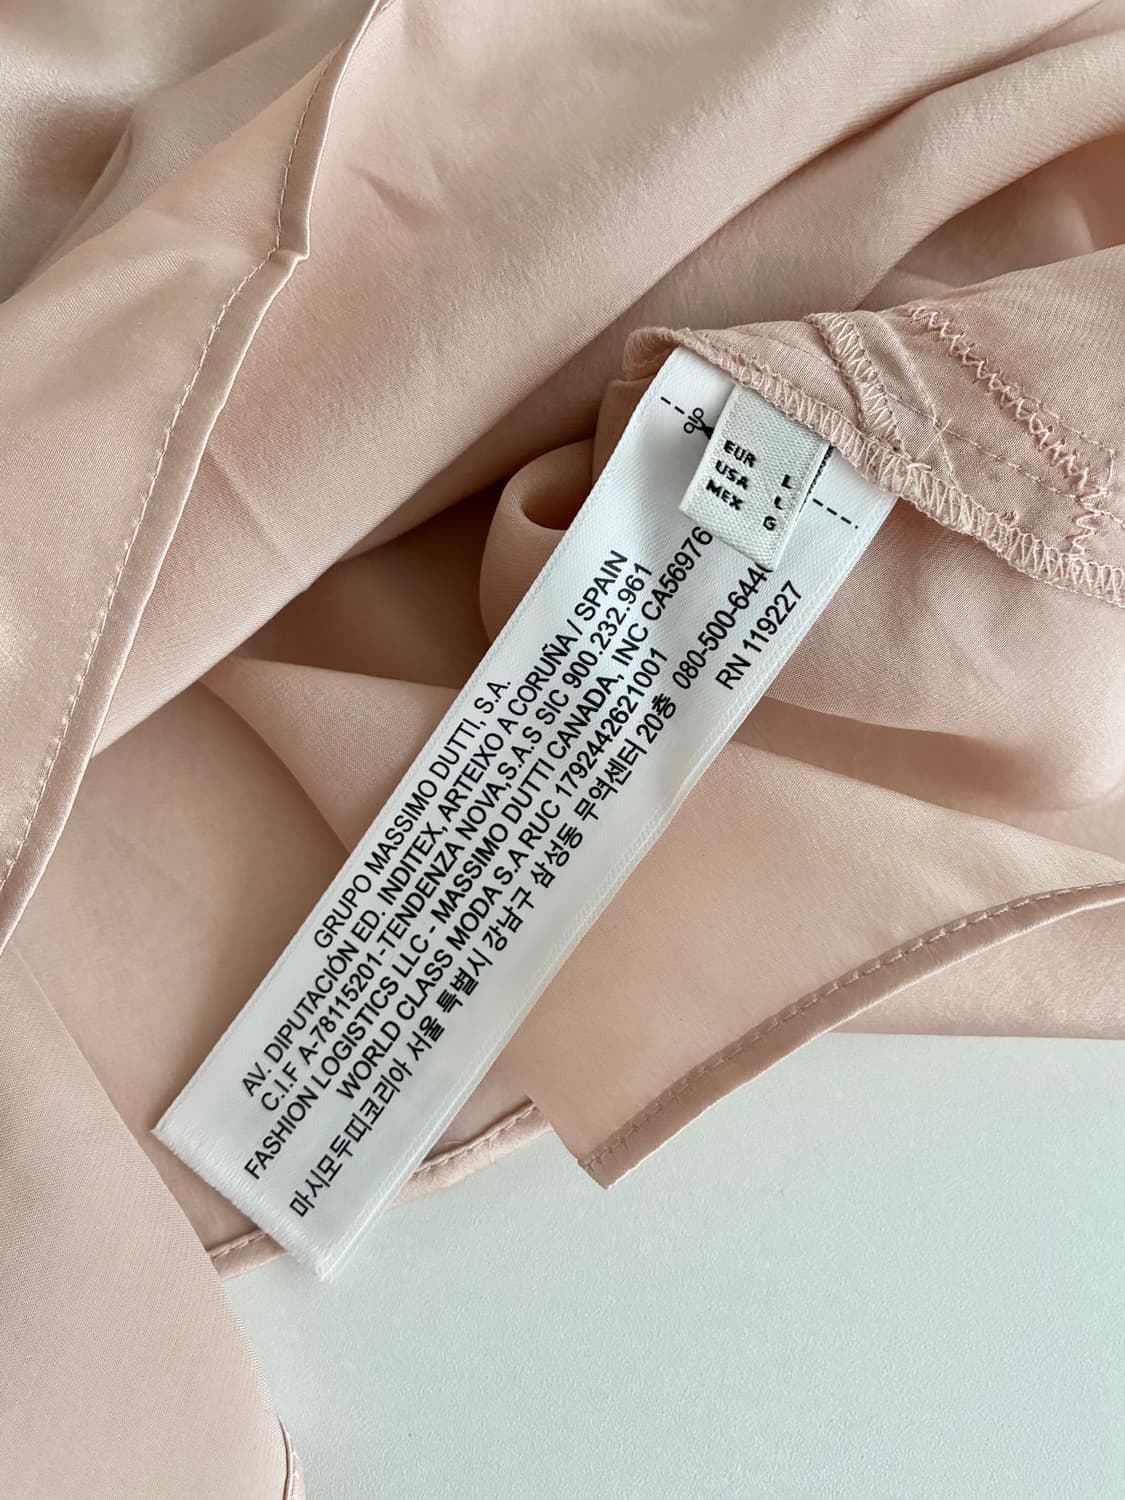 EUR L
USA L
MEX G
GRUPO MASSIMO DUTTI, S.A.
AV. DIPUTACIÓN ED. INDITEX, ARTEIXO A CORUÑA / SPAIN
C.I.F A-78115201-TENDENZA NOVA,S.A.S SIC 900.232.961
FASHION LOGISTICS LLC - MASSIMO DUTTI CANADA, INC CA56976
WORLD CLASS MODA S.A RUC 1792442621001
마시모두띠코리아 서울 특별시 강남구 삼성동 무역센터 20층 080-500-644
RN 119227